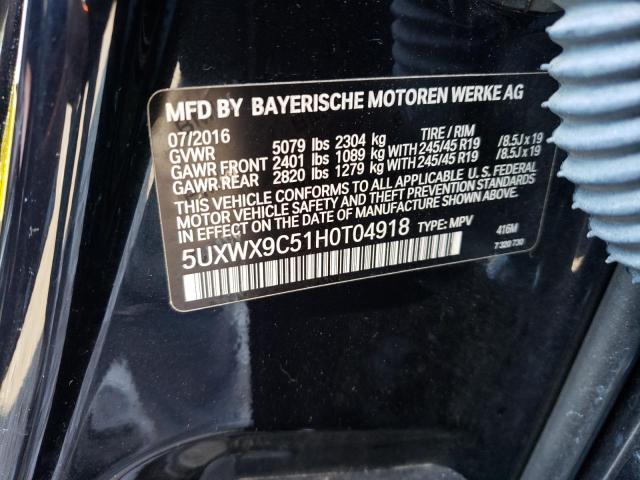 MFD BY BAYERISCHE MOTOREN WERKE AG
07/2016 TIRE / RIM
GVWR 5079 lbs 2304 kg
GAWR FRONT 2401 lbs 1089 kg WITH 245/45 R19 /8.5J x 19
GAWR REAR 2820 lbs 1279 kg WITH 245/45 R19 /8.5J x 19
THIS VEHICLE CONFORMS TO ALL APPLICABLE U. S. FEDERAL
MOTOR VEHICLE SAFETY AND THEFT PREVENTION STANDARDS
IN EFFECT ON THE DATE OF MANUFACTURE SHOWN ABOVE.
5UXWX9C51H0T04918 TYPE: MPV 416M
7 320 730